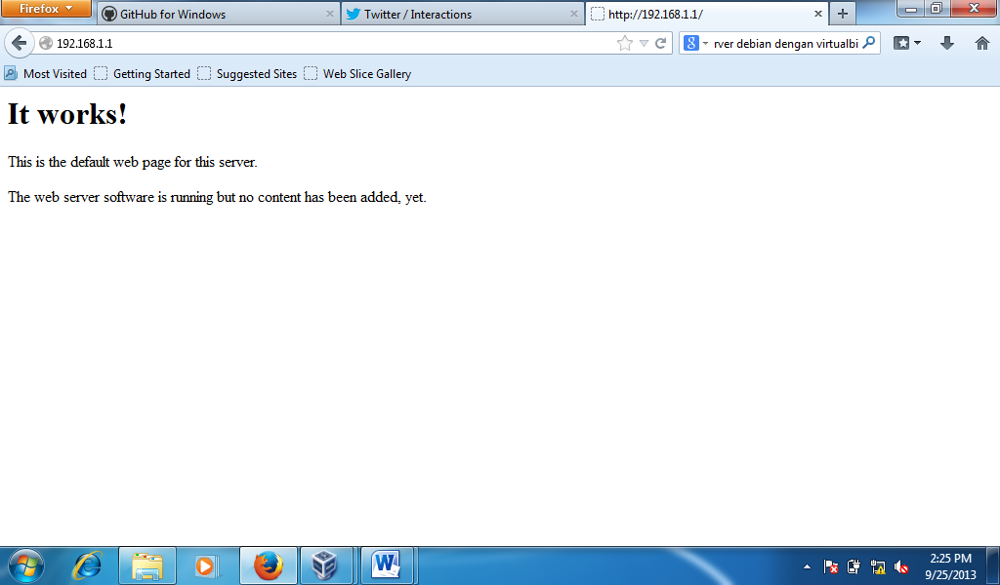 Firefox
GitHub for Windows
Twitter / Interactions
http://192.168.1.1/
192.168.1.1
rver debian dengan virtualbi
Most Visited
Getting Started
Suggested Sites
Web Slice Gallery
It works!
This is the default web page for this server.
The web server software is running but no content has been added, yet.
2:25 PM
9/25/2013